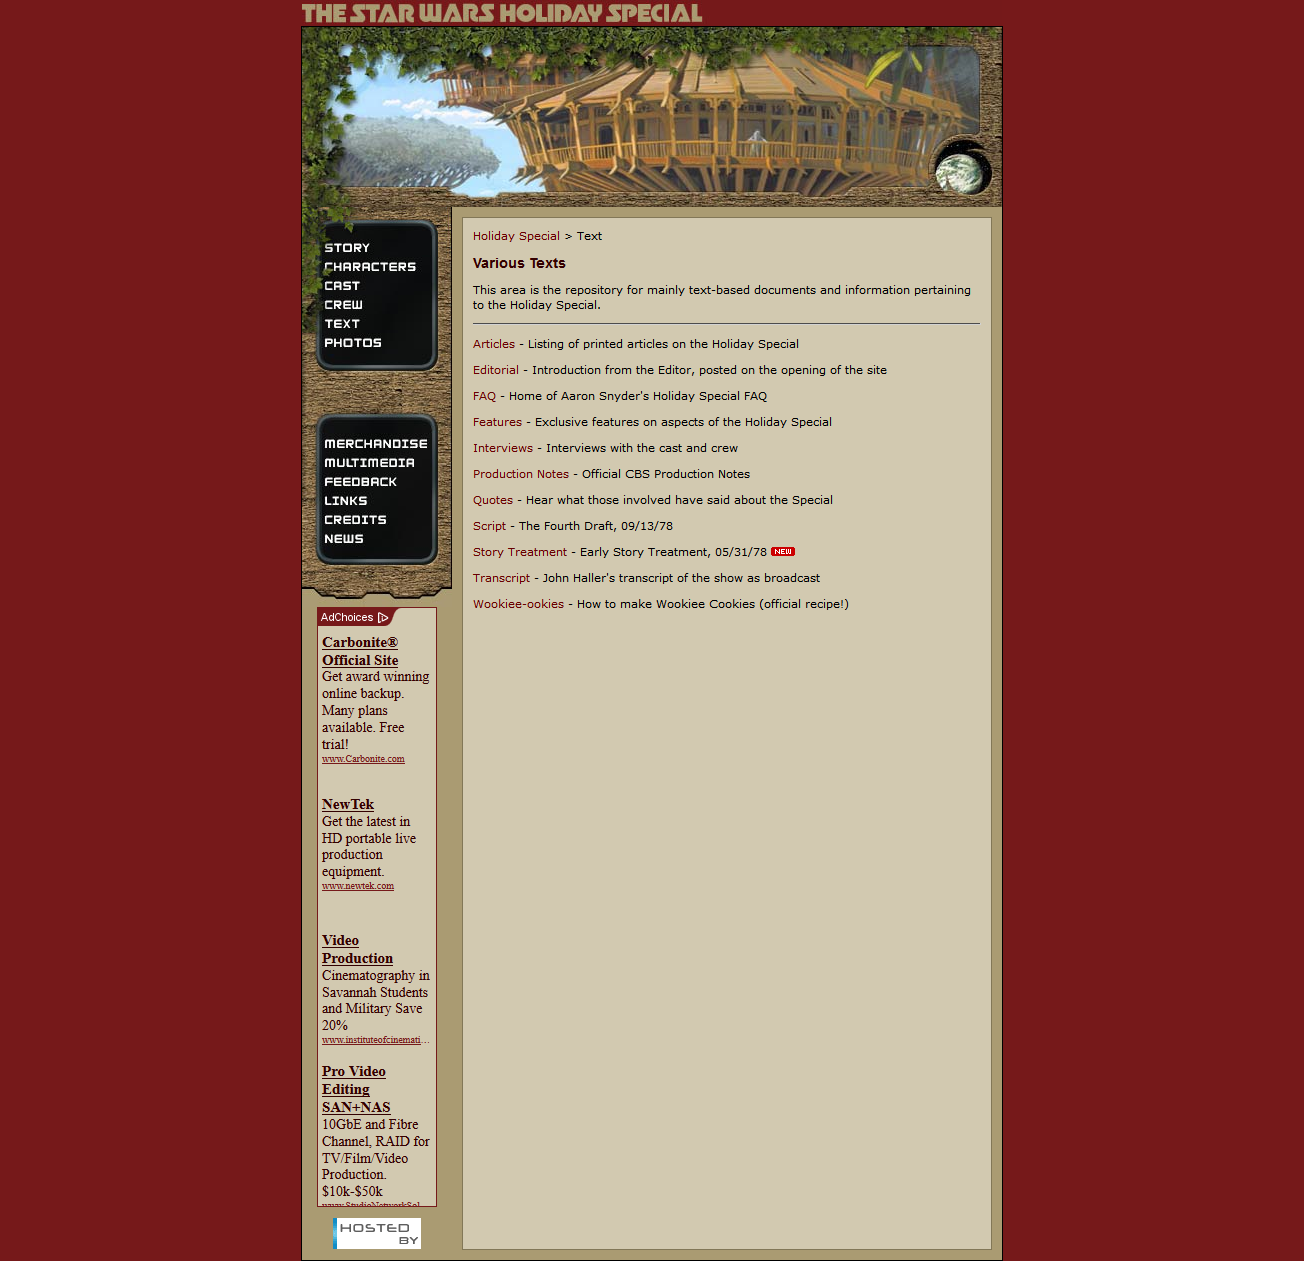 THE STAR WARS HOLIDAY SPECIAL
STORY
CHARACTERS
CAST
CREW
TEXT
PHOTOS
MERCHANDISE
MULTIMEDIA
FEEDBACK
LINKS
CREDITS
NEWS
AdChoices
Carbonite®
Official Site
Get award winning
online backup.
Many plans
available. Free
trial!
www.Carbonite.com
NewTek
Get the latest in
HD portable live
production
equipment.
www.newtek.com
Video
Production
Cinematography in
Savannah Students
and Military Save
20%
www.instituteofcinemati...
Pro Video
Editing
SAN+NAS
10GbE and Fibre
Channel, RAID for
TV/Film/Video
Production.
$10k-$50k
HOSTED
BY
Holiday Special > Text
Various Texts
This area is the repository for mainly text-based documents and information pertaining
to the Holiday Special.
Articles - Listing of printed articles on the Holiday Special
Editorial - Introduction from the Editor, posted on the opening of the site
FAQ - Home of Aaron Snyder's Holiday Special FAQ
Features - Exclusive features on aspects of the Holiday Special
Interviews - Interviews with the cast and crew
Production Notes - Official CBS Production Notes
Quotes - Hear what those involved have said about the Special
Script - The Fourth Draft, 09/13/78
Story Treatment - Early Story Treatment, 05/31/78 NEW
Transcript - John Haller's transcript of the show as broadcast
Wookiee-ookies - How to make Wookiee Cookies (official recipe!)